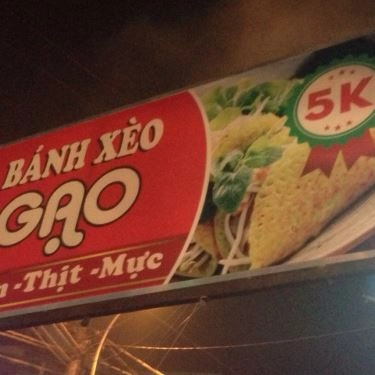 BÁNH XÈO
GẠO
-Thịt -Mực
5K